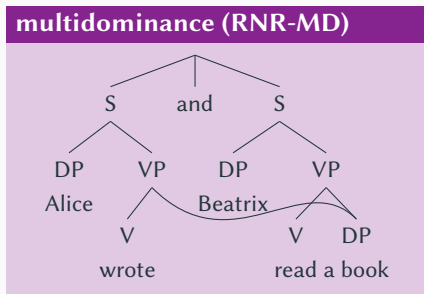 multidominance (RNR-MD)
S and S
DP VP DP VP
Alice Beatrix
V V DP
wrote read a book